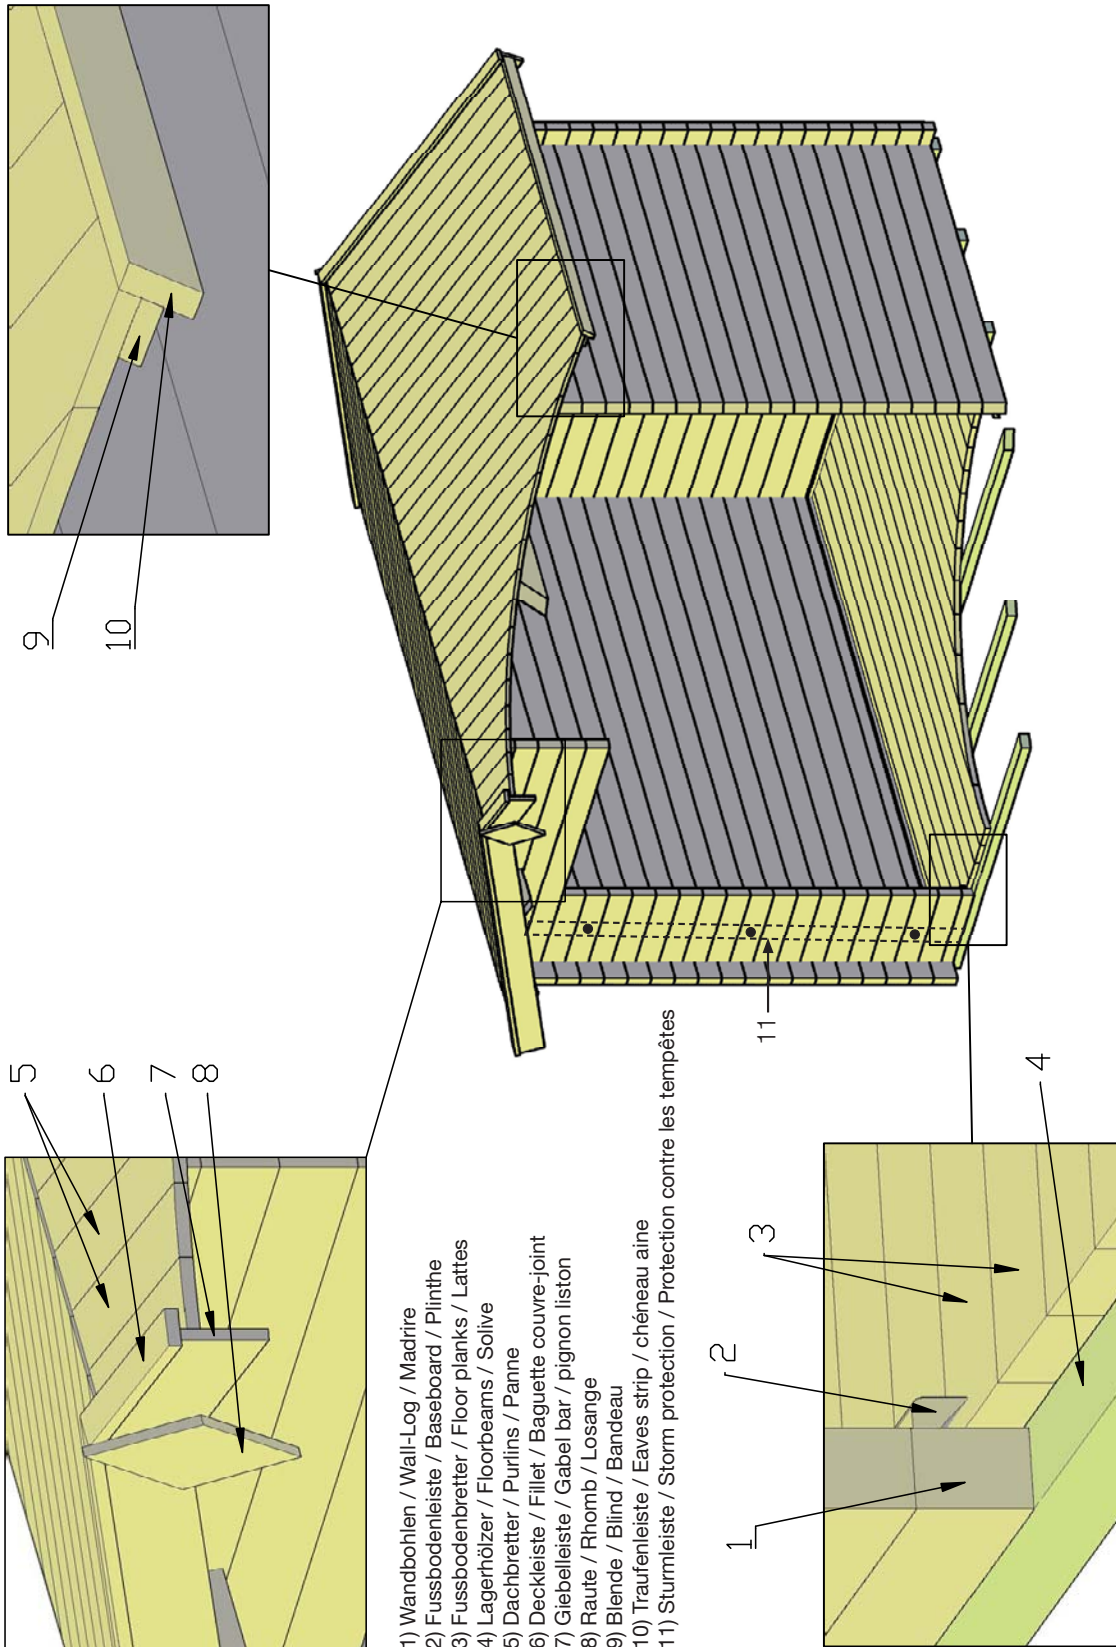 9
10
5
6
7
8
1) Wandbohlen / Wall-Log / Madrire
2) Fussbodenleiste / Baseboard / Plinthe
3) Fussbodenbretter / Floor planks / Lattes
4) Lagerhölzer / Floorbeams / Solive
5) Dachbretter / Purlins / Panne
6) Deckleiste / Fillet / Baguette couvre-joint
7) Giebelleiste / Gabel bar / pignon liston
8) Raute / Rhomb / Losange
9) Blende / Blind / Bandeau
10) Traufenleiste / Eaves strip / chéneau aine
11) Sturmleiste / Storm protection / Protection contre les tempêtes
11
1
2
3
4